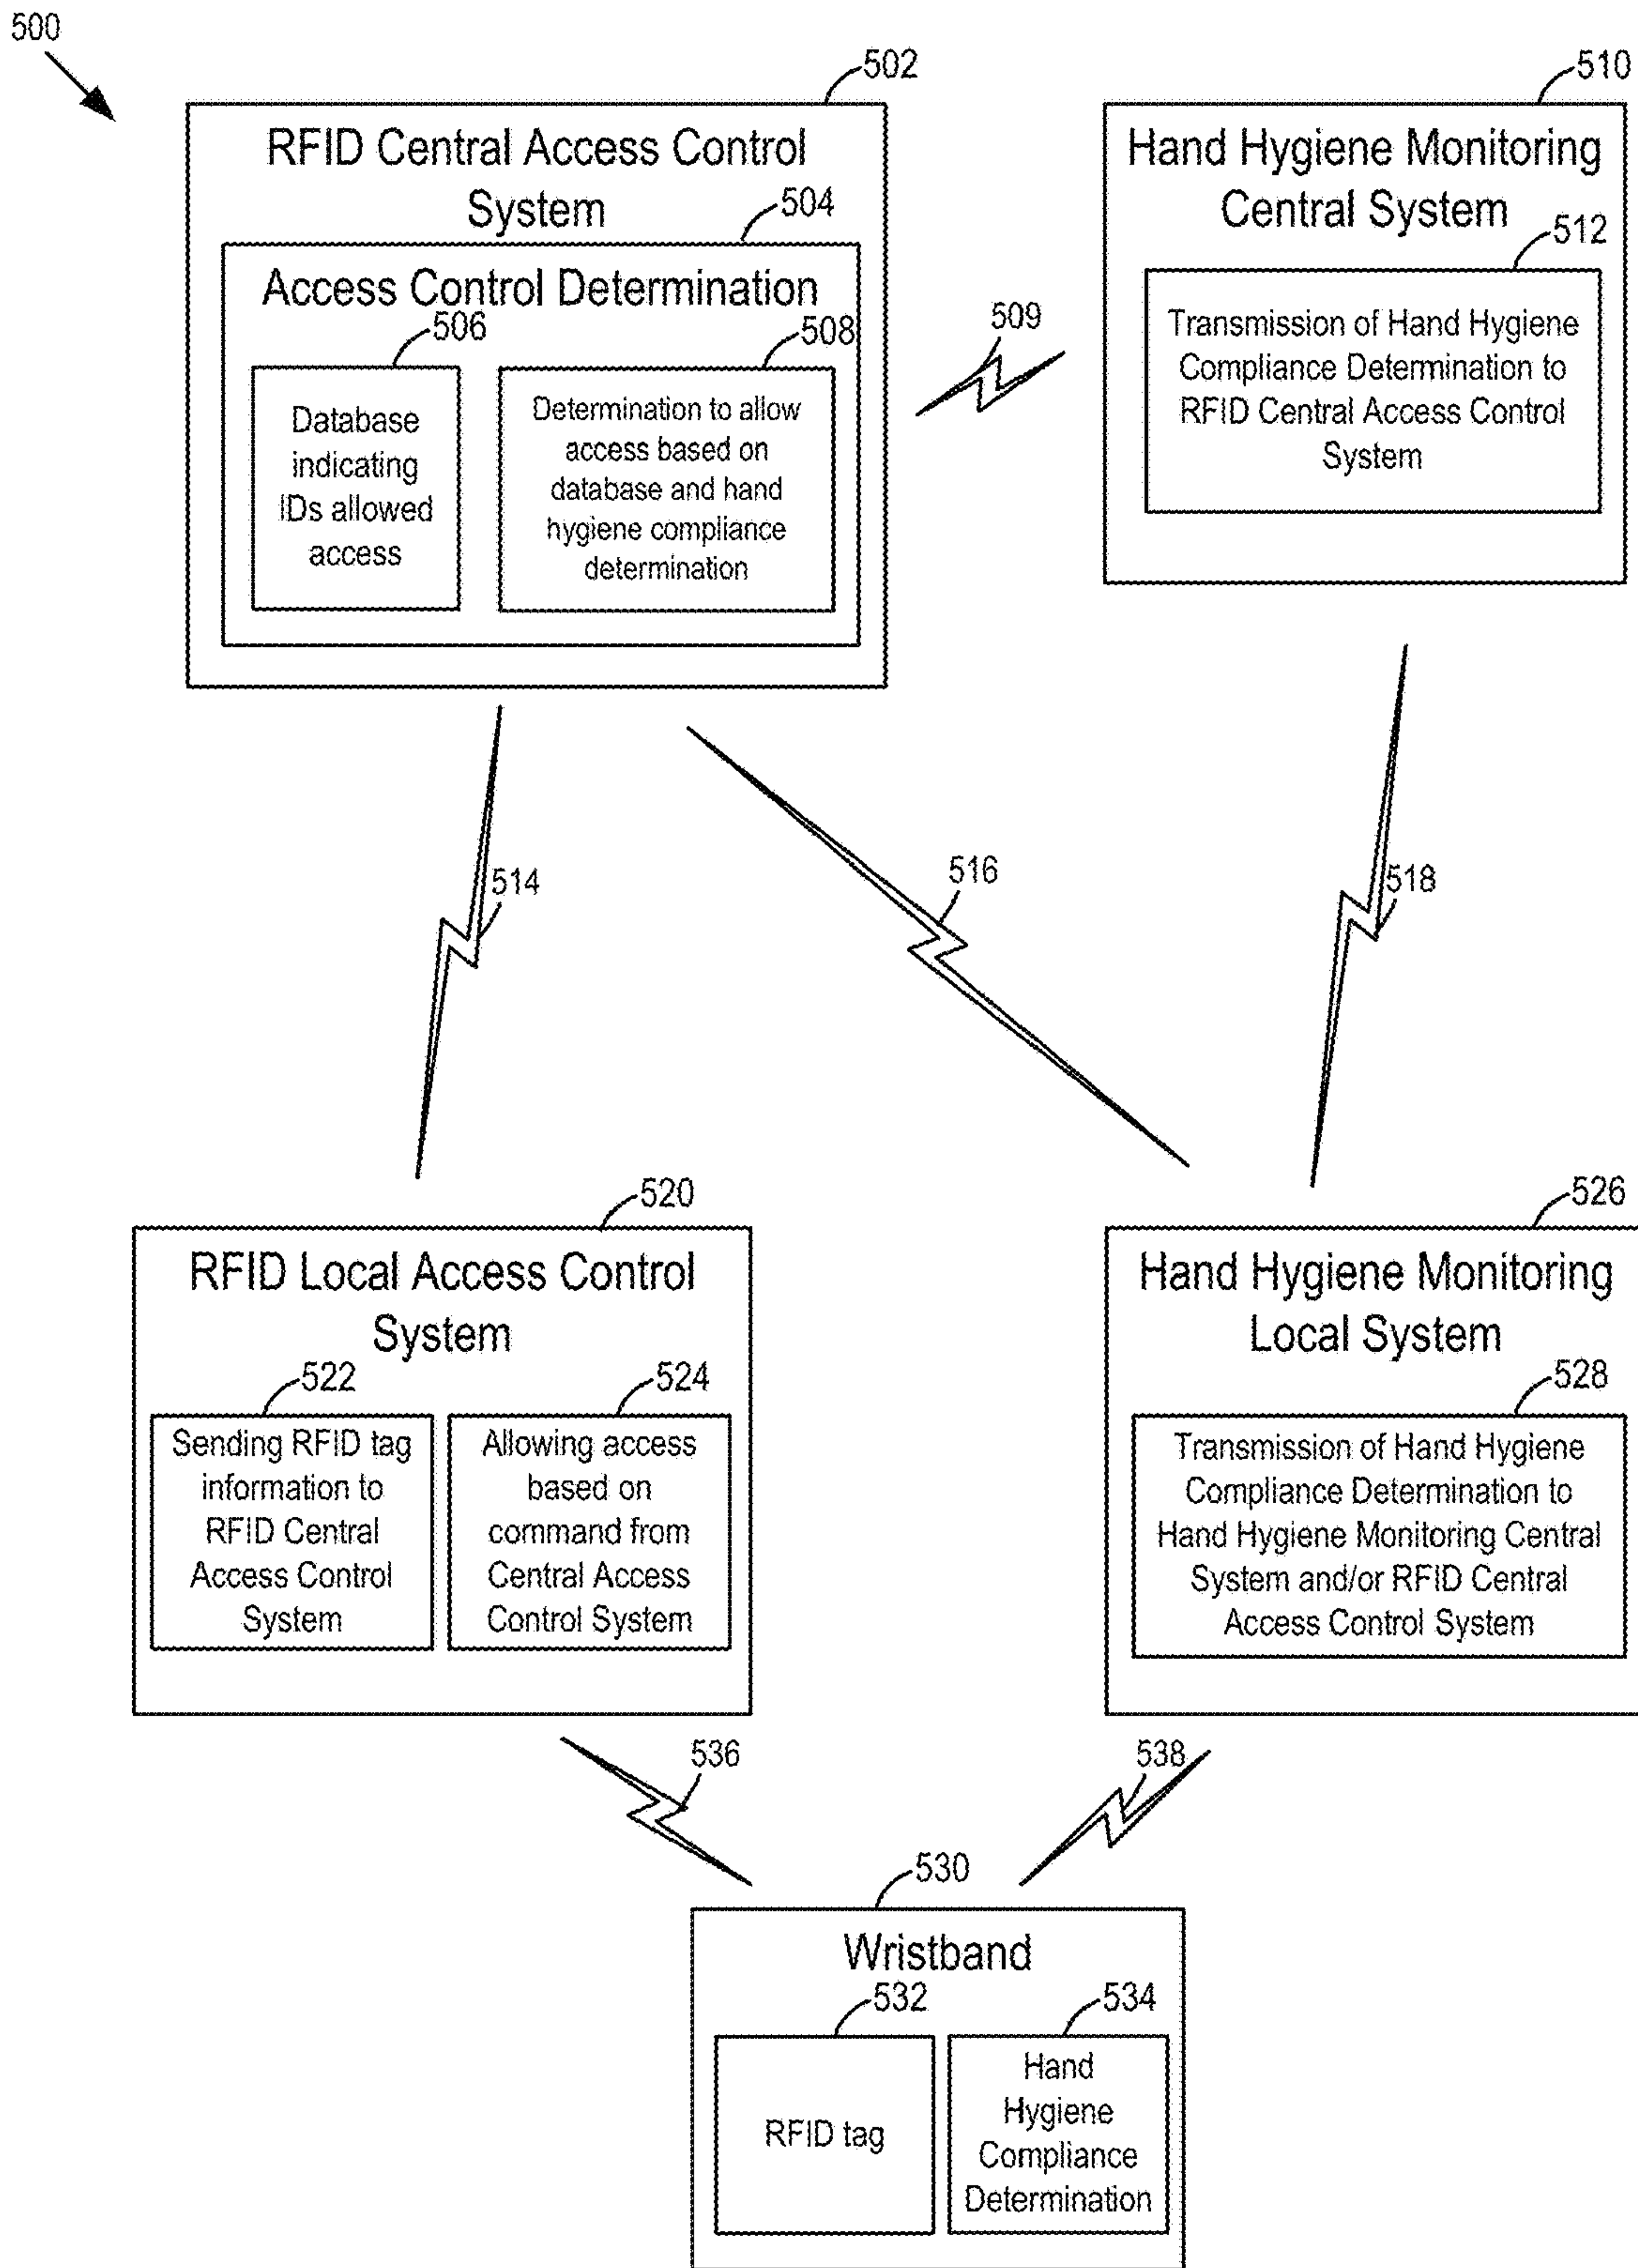 500
502
RFID Central Access Control
System
504
Access Control Determination
506
Database
indicating
IDs allowed
access
508
Determination to allow
access based on
database and hand
hygiene compliance
determination
509
510
Hand Hygiene Monitoring
Central System
512
Transmission of Hand Hygiene
Compliance Determination to
RFID Central Access Control
System
514
516
518
520
RFID Local Access Control
System
522
Sending RFID tag
information to
RFID Central
Access Control
System
524
Allowing access
based on
command from
Central Access
Control System
526
Hand Hygiene Monitoring
Local System
528
Transmission of Hand Hygiene
Compliance Determination to
Hand Hygiene Monitoring Central
System and/or RFID Central
Access Control System
536
538
530
Wristband
532
RFID tag
534
Hand
Hygiene
Compliance
Determination